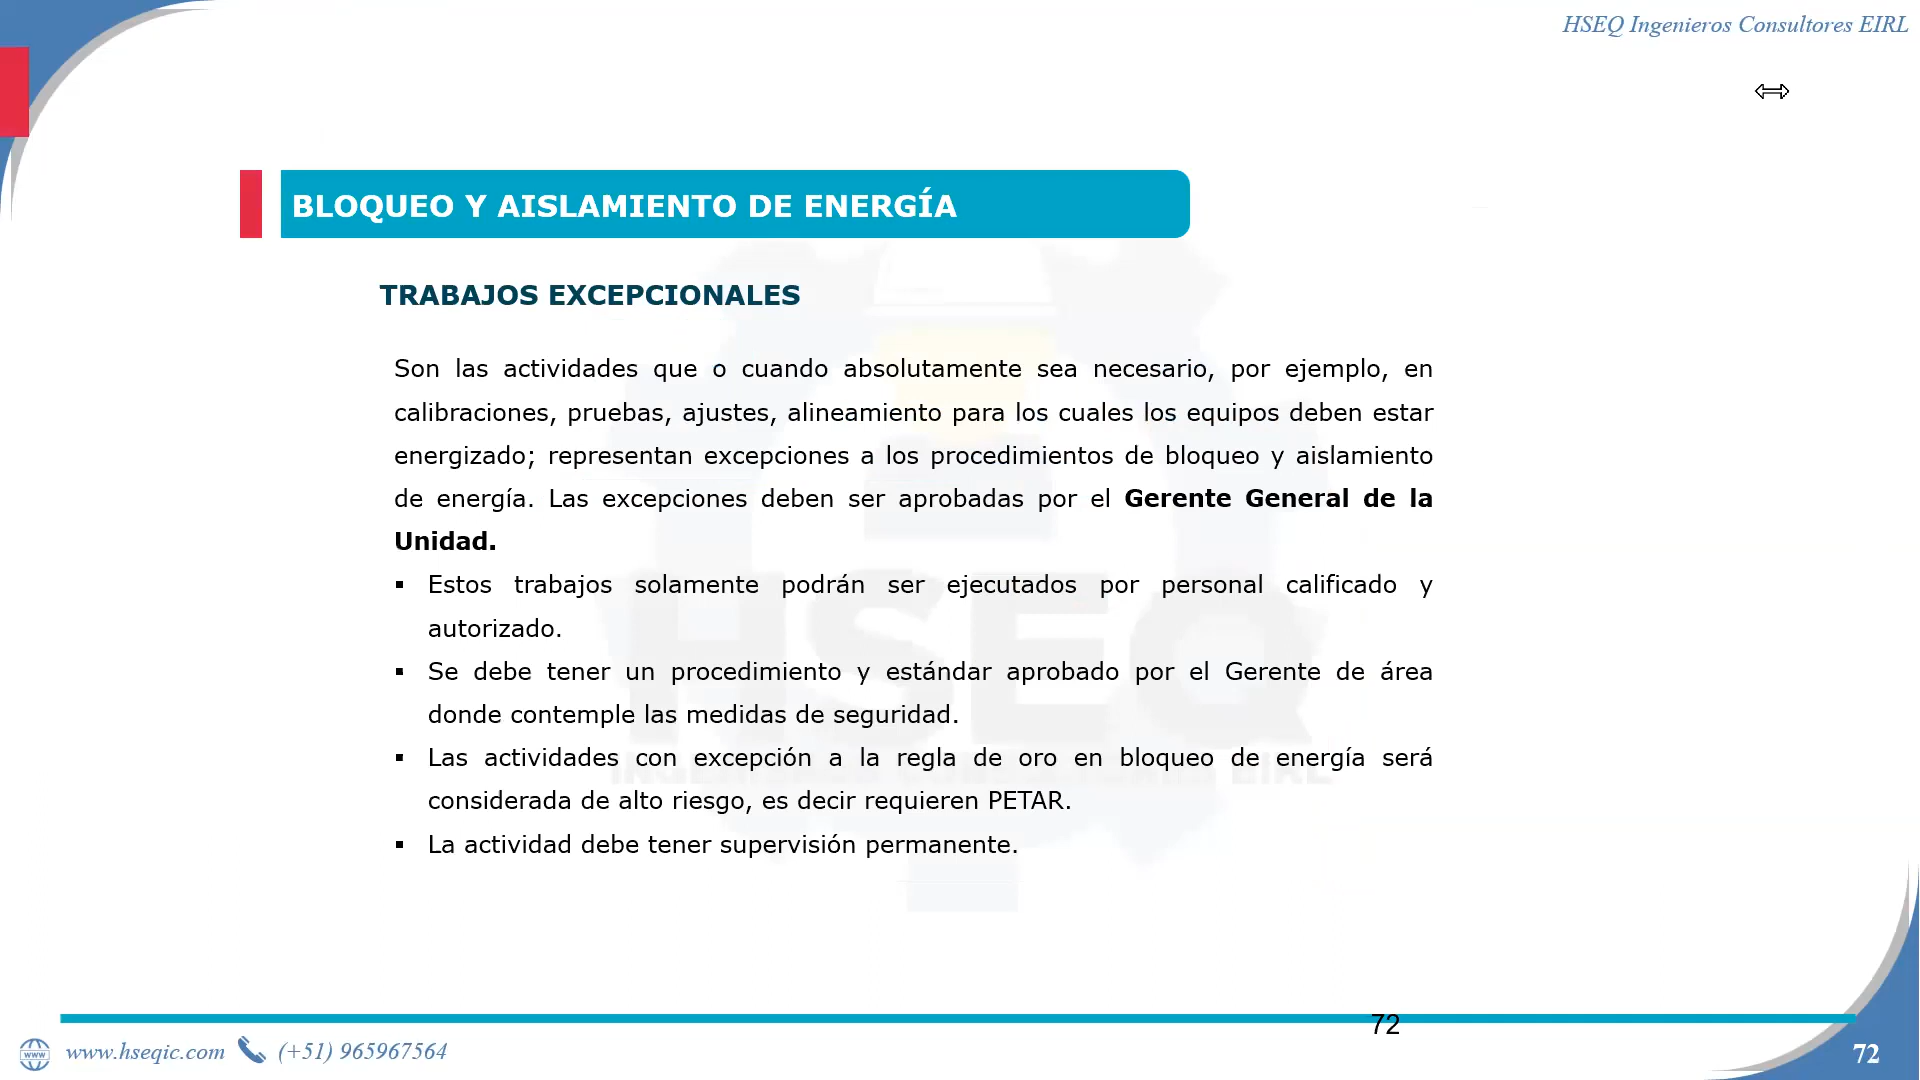 HSEQ Ingenieros Consultores EIRL
BLOQUEO Y AISLAMIENTO DE ENERGÍA
TRABAJOS EXCEPCIONALES
Son las actividades que o cuando absolutamente sea necesario, por ejemplo, en
calibraciones, pruebas, ajustes, alineamiento para los cuales los equipos deben estar
energizado; representan excepciones a los procedimientos de bloqueo y aislamiento
de energía. Las excepciones deben ser aprobadas por el Gerente General de la
Unidad.
▪ Estos trabajos solamente podrán ser ejecutados por personal calificado y
autorizado.
▪ Se debe tener un procedimiento y estándar aprobado por el Gerente de área
donde contemple las medidas de seguridad.
▪ Las actividades con excepción a la regla de oro en bloqueo de energía será
considerada de alto riesgo, es decir requieren PETAR.
▪ La actividad debe tener supervisión permanente.
HSEQ
INGENIEROS CONSULTORES EIRL
72
www.hseqic.com (+51) 965967564
72